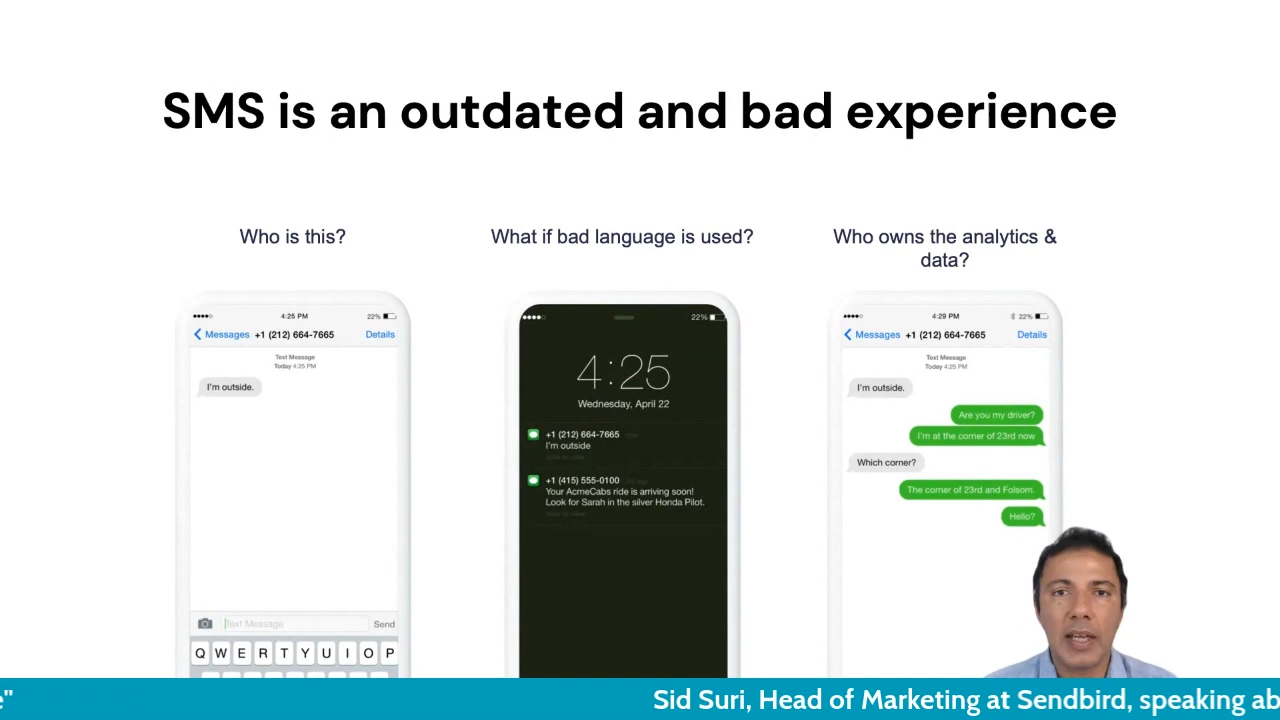 SMS is an outdated and bad experience
Who is this?
What if bad language is used?
Who owns the analytics &
data?
4:25 PM
22%
Messages
+1 (212) 664-7665
Details
Text Message
Today 4:25 PM
I'm outside.
Text Message
Send
Q W E R T Y U I O P
22%
4:25
Wednesday, April 22
+1 (212) 664-7665
I'm outside
+1 (415) 555-0100
Your AcmeCabs ride is arriving soon!
Look for Sarah in the silver Honda Pilot.
4:29 PM
22%
Messages
+1 (212) 664-7665
Details
Text Message
Today 4:25 PM
I'm outside.
Are you my driver?
I'm at the corner of 23rd now
Which corner?
The corner of 23rd and Folsom.
Hello?
e"
Sid Suri, Head of Marketing at Sendbird, speaking ab